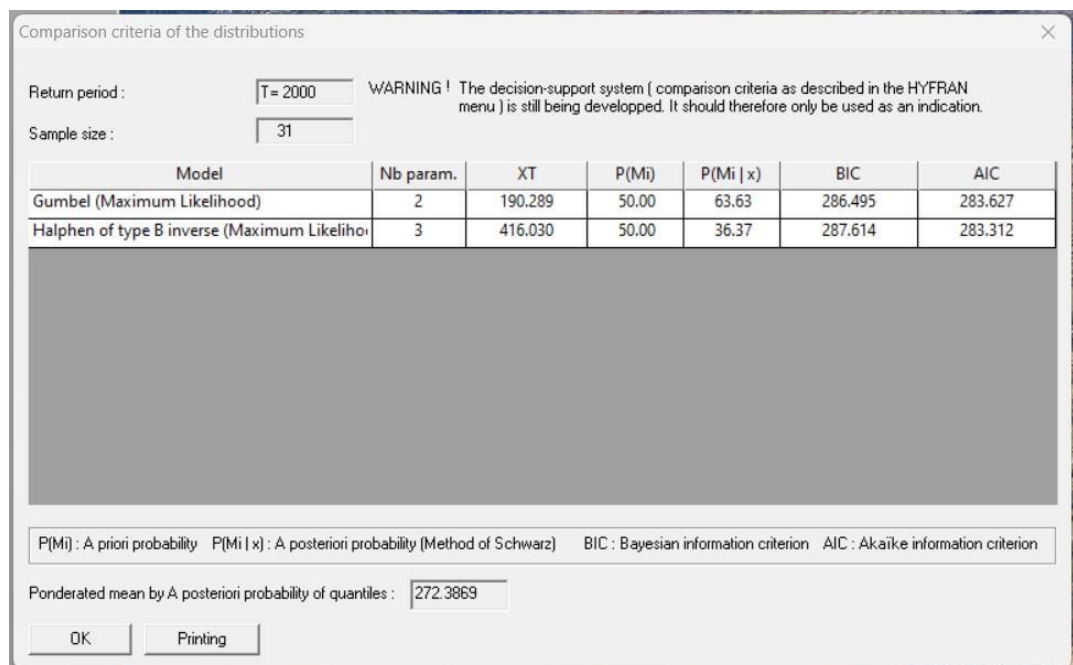 Comparison criteria of the distributions
Return period : T= 2000 WARNING ! The decision-support system ( comparison criteria as described in the HYFRAN
menu ) is still being developped. It should therefore only be used as an indication.
Sample size : 31
Model Nb param. XT P(Mi) P(Mi | x) BIC AIC
Gumbel (Maximum Likelihood) 2 190.289 50.00 63.63 286.495 283.627
Halphen of type B inverse (Maximum Likeliho 3 416.030 50.00 36.37 287.614 283.312
P(Mi) : A priori probability P(Mi | x) : A posteriori probability (Method of Schwarz) BIC : Bayesian information criterion AIC : Akaïke information criterion
Ponderated mean by A posteriori probability of quantiles : 272.3869
OK Printing